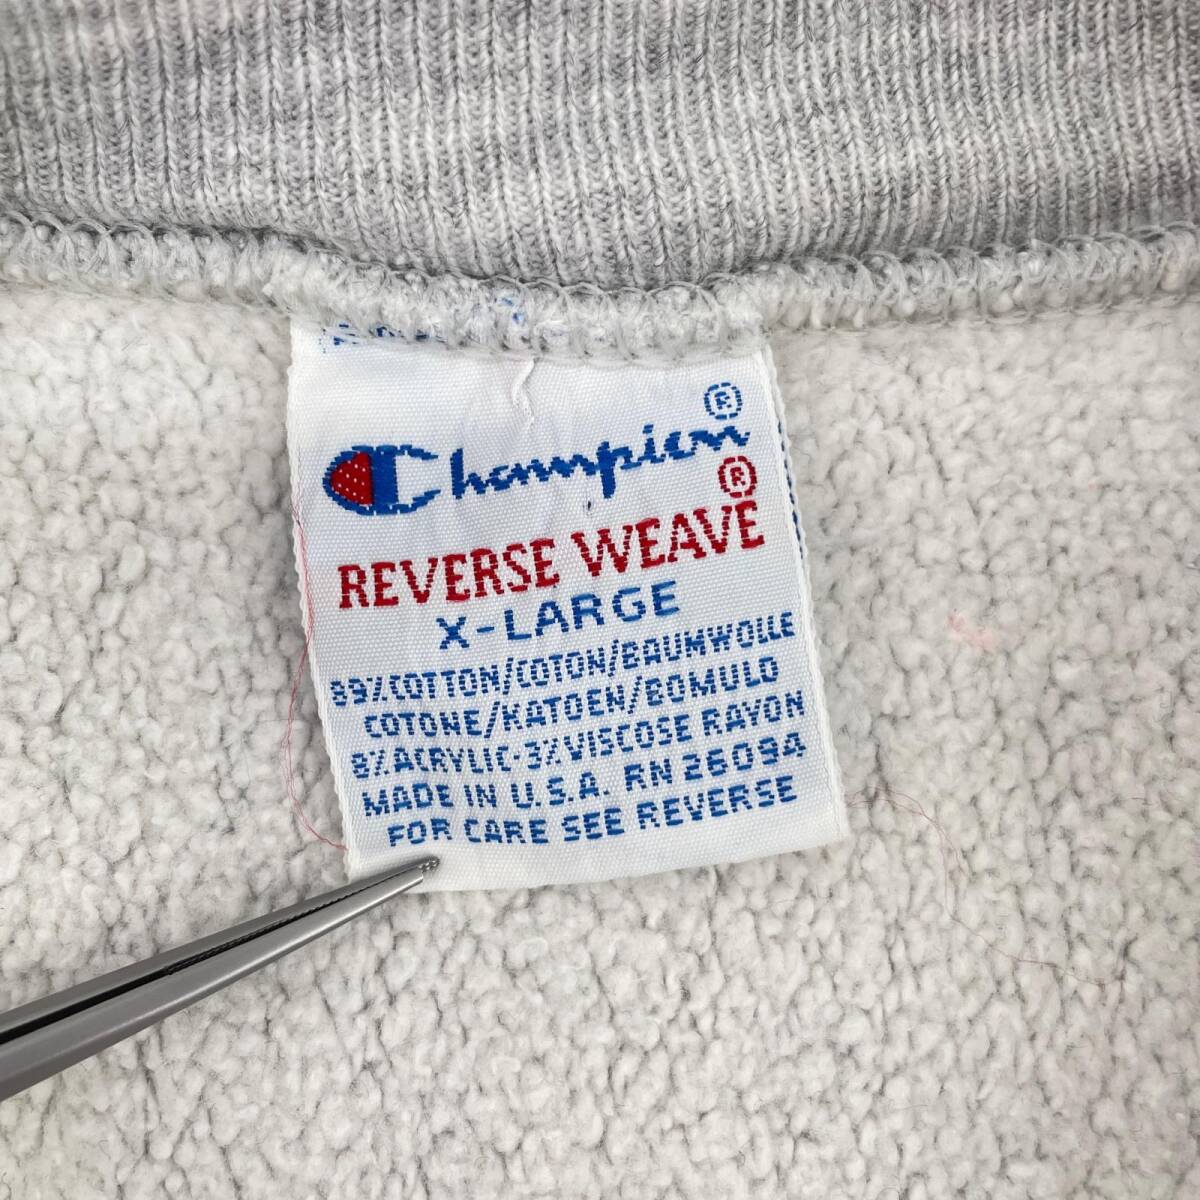 ®
Champion
®
REVERSE WEAVE
X-LARGE
89% COTTON/COTON/BAUMWOLLE
COTONE/KATOEN/BOMULD
8% ACRYLIC-3% VISCOSE RAYON
MADE IN U.S.A. RN 26094
FOR CARE SEE REVERSE